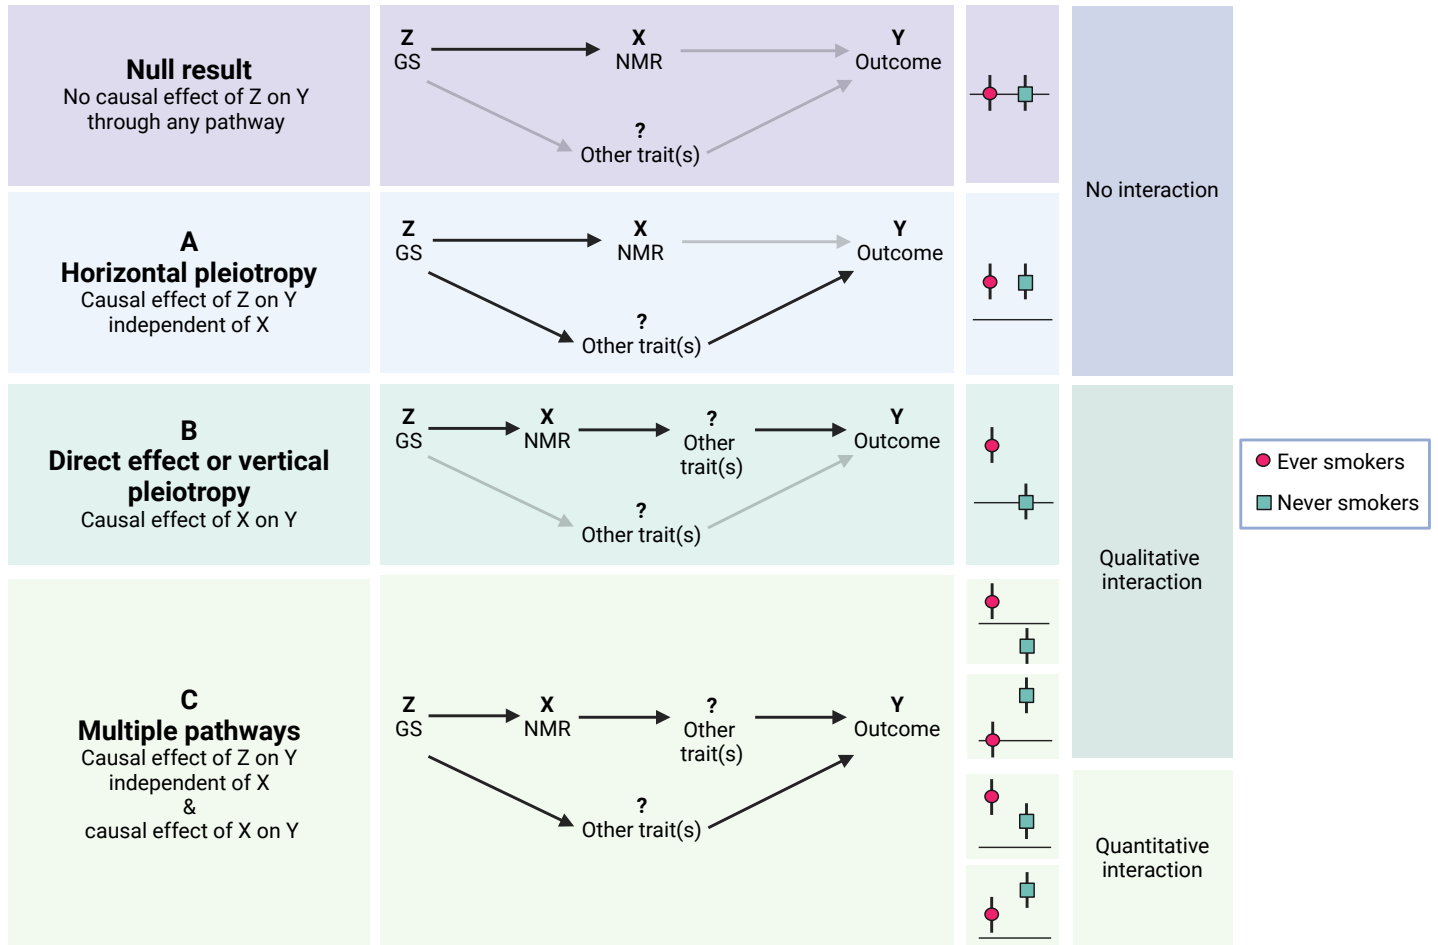 Null result
No causal effect of Z on Y
through any pathway
Z
GS
X
NMR
Y
Outcome
?
Other trait(s)
No interaction
A
Horizontal pleiotropy
Causal effect of Z on Y
independent of X
Z
GS
X
NMR
Y
Outcome
?
Other trait(s)
B
Direct effect or vertical
pleiotropy
Causal effect of X on Y
Z
GS
X
NMR
?
Other
trait(s)
Y
Outcome
?
Other trait(s)
Qualitative
interaction
Ever smokers
Never smokers
C
Multiple pathways
Causal effect of Z on Y
independent of X
&
causal effect of X on Y
Z
GS
X
NMR
?
Other
trait(s)
Y
Outcome
?
Other trait(s)
Quantitative
interaction